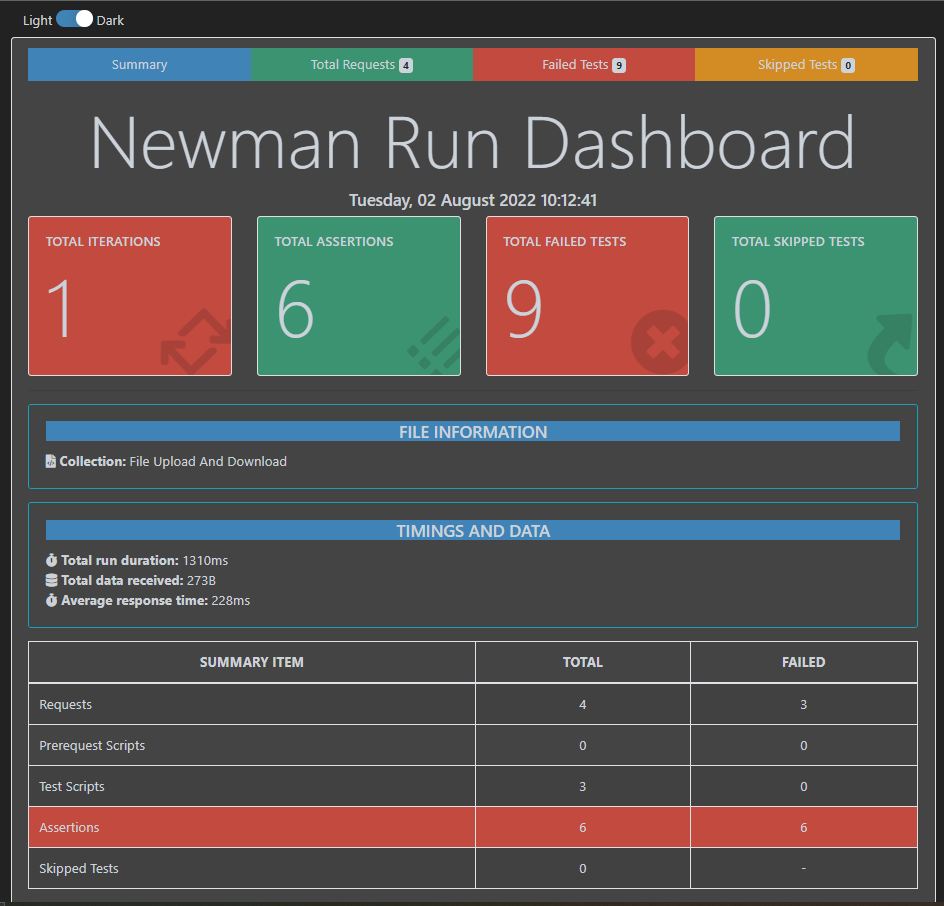 Light Dark
Summary Total Requests 4 Failed Tests 9 Skipped Tests 0
Newman Run Dashboard
Tuesday, 02 August 2022 10:12:41
TOTAL ITERATIONS TOTAL ASSERTIONS TOTAL FAILED TESTS TOTAL SKIPPED TESTS
1 6 9 0
FILE INFORMATION
Collection: File Upload And Download
TIMINGS AND DATA
Total run duration: 1310ms
Total data received: 273B
Average response time: 228ms
SUMMARY ITEM TOTAL FAILED
Requests 4 3
Prerequest Scripts 0 0
Test Scripts 3 0
Assertions 6 6
Skipped Tests 0 -